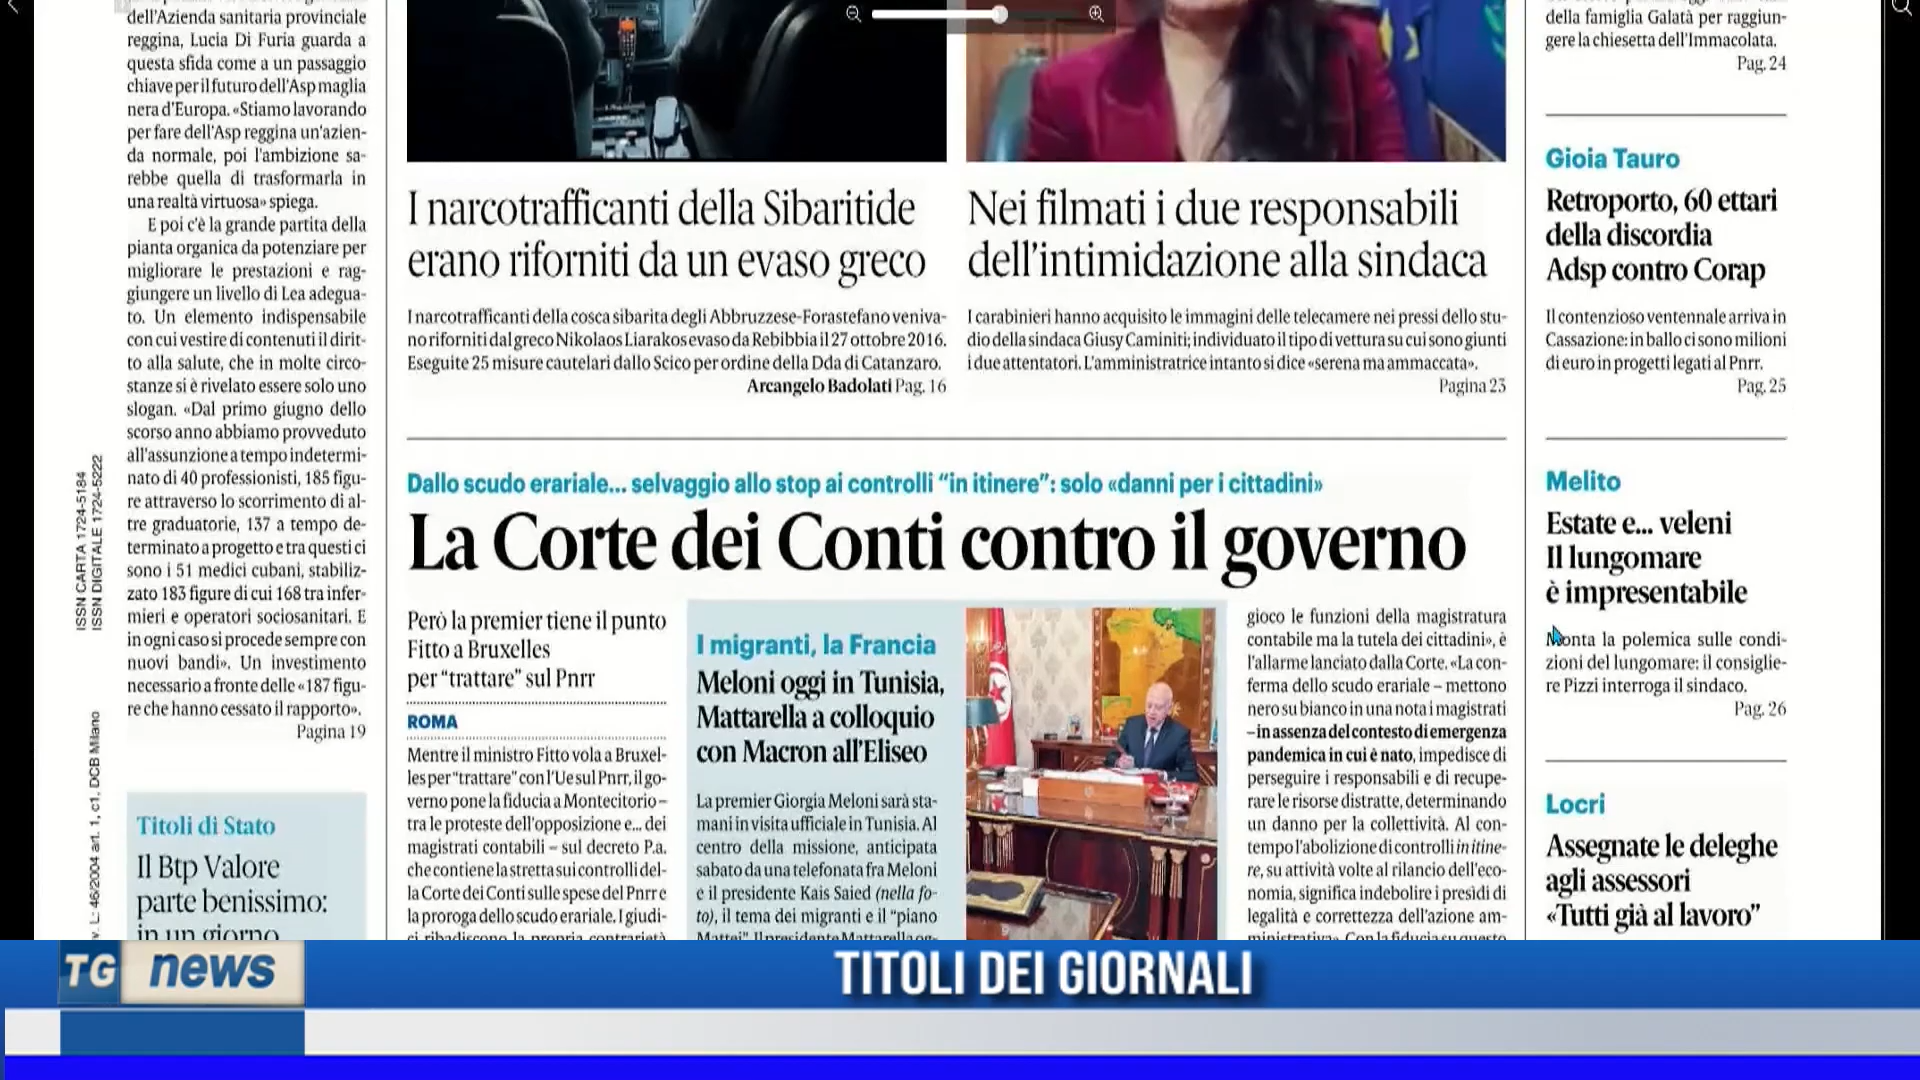 dell'Azienda sanitaria provinciale
reggina, Lucia Di Furia guarda a
questa sfida come a un passaggio
chiave per il futuro dell'Asp maglia
nera d'Europa. «Stiamo lavorando
per fare dell'Asp reggina un'azien-
da normale, poi l'ambizione sa-
rebbe quella di trasformarla in
una realtà virtuosa» spiega.
E poi c'è la grande partita della
pianta organica da potenziare per
migliorare le prestazioni e rag-
giungere un livello di Lea adegua-
to. Un elemento indispensabile
con cui vestire di contenuti il dirit-
to alla salute, che in molte circo-
stanze si è rivelato essere solo uno
slogan. «Dal primo giugno dello
scorso anno abbiamo provveduto
all'assunzione a tempo indetermi-
nato di 40 professionisti, 185 figu-
re attraverso lo scorrimento di al-
tre graduatorie, 137 a tempo de-
terminato a progetto e tra questi ci
sono i 51 medici cubani, stabiliz-
zato 183 figure di cui 168 tra infer-
mieri e operatori sociosanitari. E
in ogni caso si procede sempre con
nuovi bandi». Un investimento
necessario a fronte delle «187 figu-
re che hanno cessato il rapporto».
Pagina 19
ISSN CARTA 1724-5184
ISSN DIGITALE 1724-5222
L.: 46/2004 art. 1, c1, DCB Milano
Titoli di Stato
Il Btp Valore
parte benissimo:
in un giorno
I narcotrafficanti della Sibaritide
erano riforniti da un evaso greco
I narcotrafficanti della cosca sibarita degli Abbruzzese-Forastefano veniva-
no riforniti dal greco Nikolaos Liarakos evaso da Rebibbia il 27 ottobre 2016.
Eseguite 25 misure cautelari dallo Scico per ordine della Dda di Catanzaro.
Arcangelo Badolati Pag. 16
Nei filmati i due responsabili
dell'intimidazione alla sindaca
I carabinieri hanno acquisito le immagini delle telecamere nei pressi dello stu-
dio della sindaca Giusy Caminiti; individuato il tipo di vettura su cui sono giunti
i due attentatori. L'amministratrice intanto si dice «serena ma ammaccata».
Pagina 23
Dallo scudo erariale... selvaggio allo stop ai controlli “in itinere”: solo «danni per i cittadini»
La Corte dei Conti contro il governo
Però la premier tiene il punto
Fitto a Bruxelles
per “trattare” sul Pnrr
ROMA
Mentre il ministro Fitto vola a Bruxel-
les per “trattare” con l'Ue sul Pnrr, il go-
verno pone la fiducia a Montecitorio –
tra le proteste dell'opposizione e... dei
magistrati contabili – sul decreto P.a.
che contiene la stretta sui controlli del-
la Corte dei Conti sulle spese del Pnrr e
la proroga dello scudo erariale. I giudi-
ci ribadiscono la propria contrarietà
I migranti, la Francia
Meloni oggi in Tunisia,
Mattarella a colloquio
con Macron all'Eliseo
La premier Giorgia Meloni sarà sta-
mani in visita ufficiale in Tunisia. Al
centro della missione, anticipata
sabato da una telefonata fra Meloni
e il presidente Kais Saied (nella fo-
to), il tema dei migranti e il “piano
Mattei”. Il presidente Mattarella og-
gioco le funzioni della magistratura
contabile ma la tutela dei cittadini», è
l'allarme lanciato dalla Corte. «La con-
ferma dello scudo erariale – mettono
nero su bianco in una nota i magistrati
– in assenza del contesto di emergenza
pandemica in cui è nato, impedisce di
perseguire i responsabili e di recupe-
rare le risorse distratte, determinando
un danno per la collettività. Al con-
tempo l'abolizione di controlli in itine-
re, su attività volte al rilancio dell'eco-
nomia, significa indebolire i presidi di
legalità e correttezza dell'azione am-
ministrativa». Con la fiducia su questo
della famiglia Galatà per raggiun-
gere la chiesetta dell'Immacolata.
Pag. 24
Gioia Tauro
Retroporto, 60 ettari
della discordia
Adsp contro Corap
Il contenzioso ventennale arriva in
Cassazione: in ballo ci sono milioni
di euro in progetti legati al Pnrr.
Pag. 25
Melito
Estate e... veleni
Il lungomare
è impresentabile
Monta la polemica sulle condi-
zioni del lungomare: il consiglie-
re Pizzi interroga il sindaco.
Pag. 26
Locri
Assegnate le deleghe
agli assessori
«Tutti già al lavoro”
TG news
TITOLI DEI GIORNALI